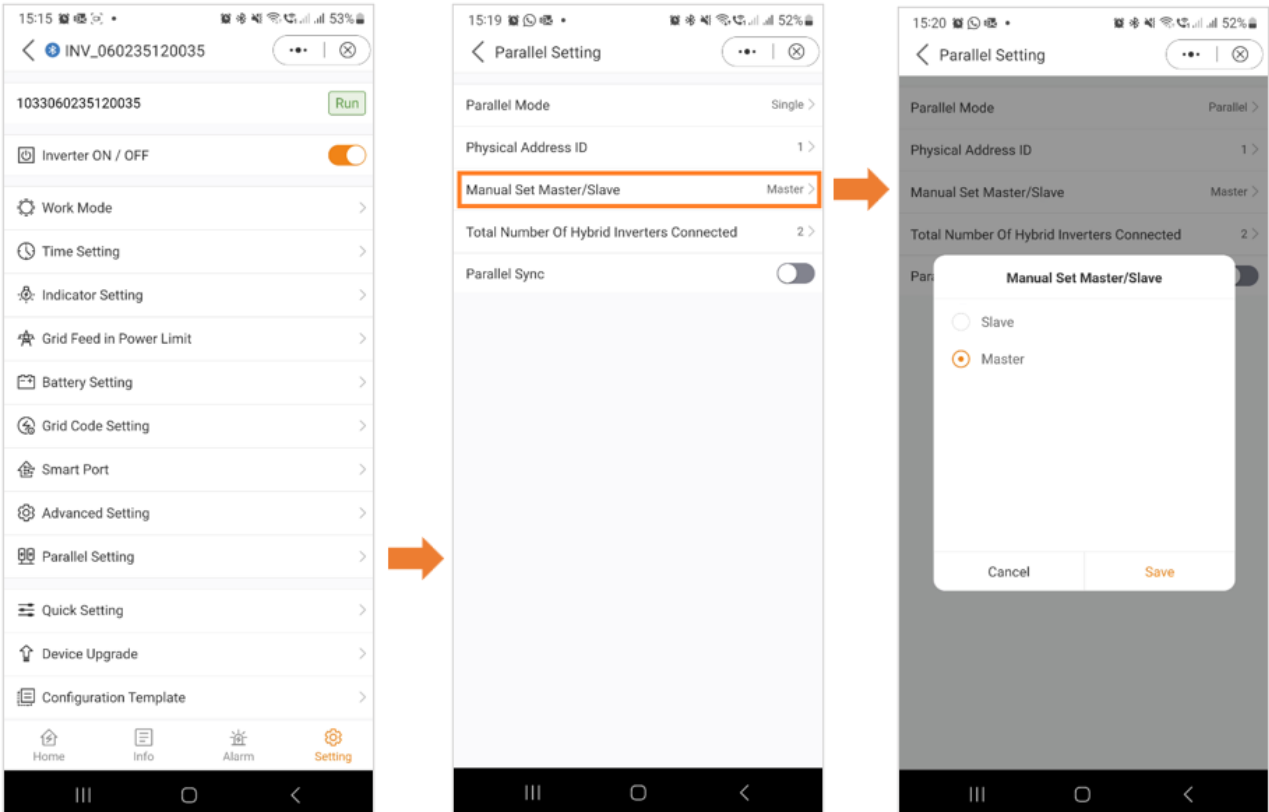 15:15
53%
INV_060235120035
1033060235120035
Run
Inverter ON / OFF
Work Mode
Time Setting
Indicator Setting
Grid Feed in Power Limit
Battery Setting
Grid Code Setting
Smart Port
Advanced Setting
Parallel Setting
Quick Setting
Device Upgrade
Configuration Template
Home
Info
Alarm
Setting
15:19
52%
Parallel Setting
Parallel Mode
Single
Physical Address ID
1
Manual Set Master/Slave
Master
Total Number Of Hybrid Inverters Connected
2
Parallel Sync
15:20
52%
Parallel Setting
Parallel Mode
Parallel
Physical Address ID
1
Manual Set Master/Slave
Master
Total Number Of Hybrid Inverters Connected
2
Para
Manual Set Master/Slave
Slave
Master
Cancel
Save